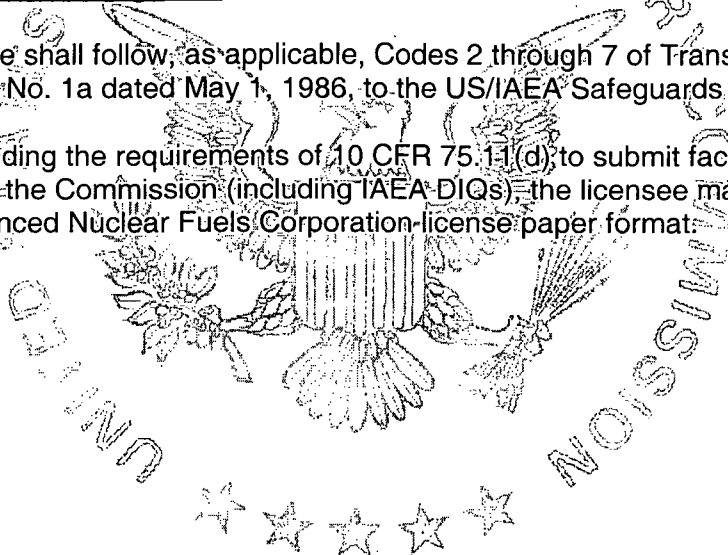 e shall follow, as applicable, Codes 2 through 7 of Trans
No. 1a dated May 1, 1986, to the US/IAEA Safeguards
ding the requirements of 10 CFR 75.11(d) to submit fac
the Commission (including IAEA DIQs), the licensee ma
nced Nuclear Fuels Corporation license paper format.
UNITED
MISSION